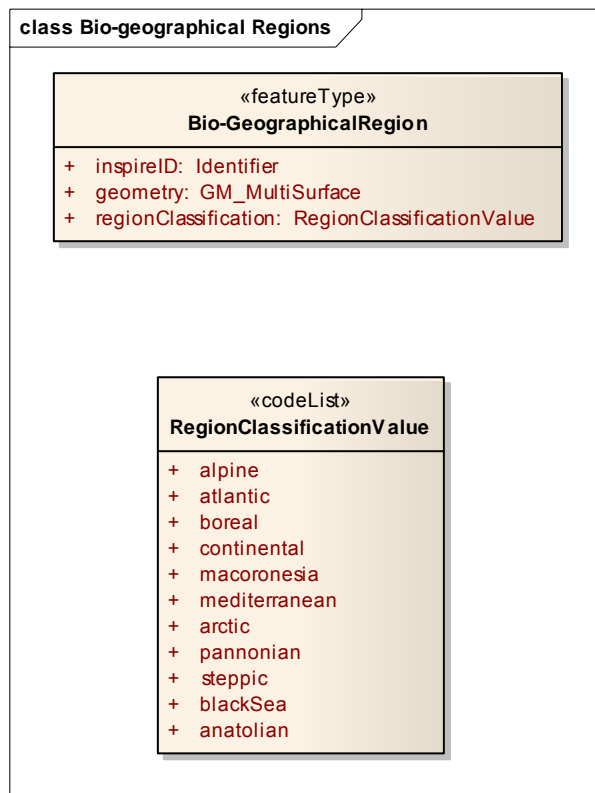 class Bio-geographical Regions
«featureType»
Bio-GeographicalRegion
+ inspireID: Identifier
+ geometry: GM_MultiSurface
+ regionClassification: RegionClassificationValue
«codeList»
RegionClassificationValue
+ alpine
+ atlantic
+ boreal
+ continental
+ macoronesia
+ mediterranean
+ arctic
+ pannonian
+ steppic
+ blackSea
+ anatolian